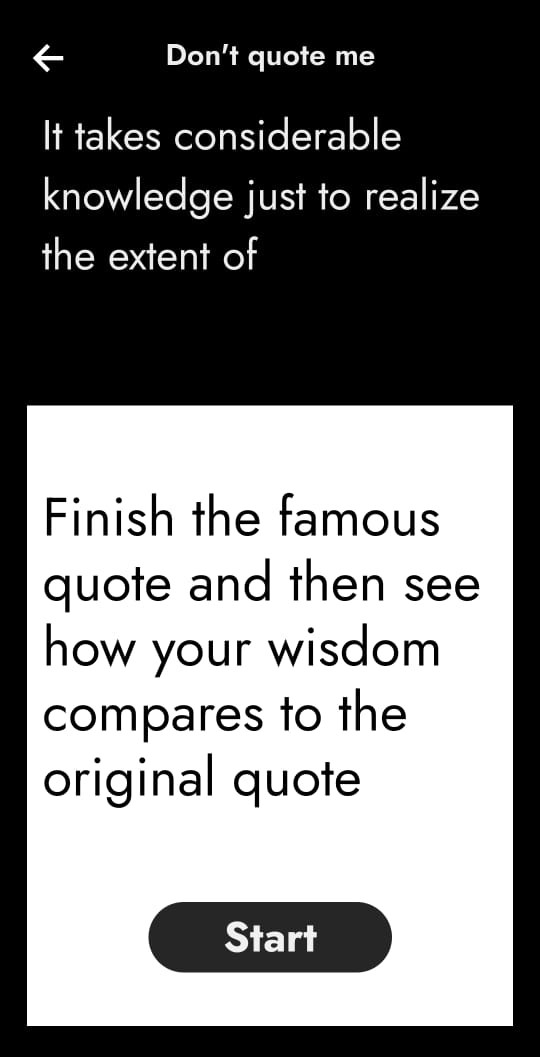 Don't quote me
It takes considerable
knowledge just to realize
the extent of
Finish the famous
quote and then see
how your wisdom
compares to the
original quote
Start